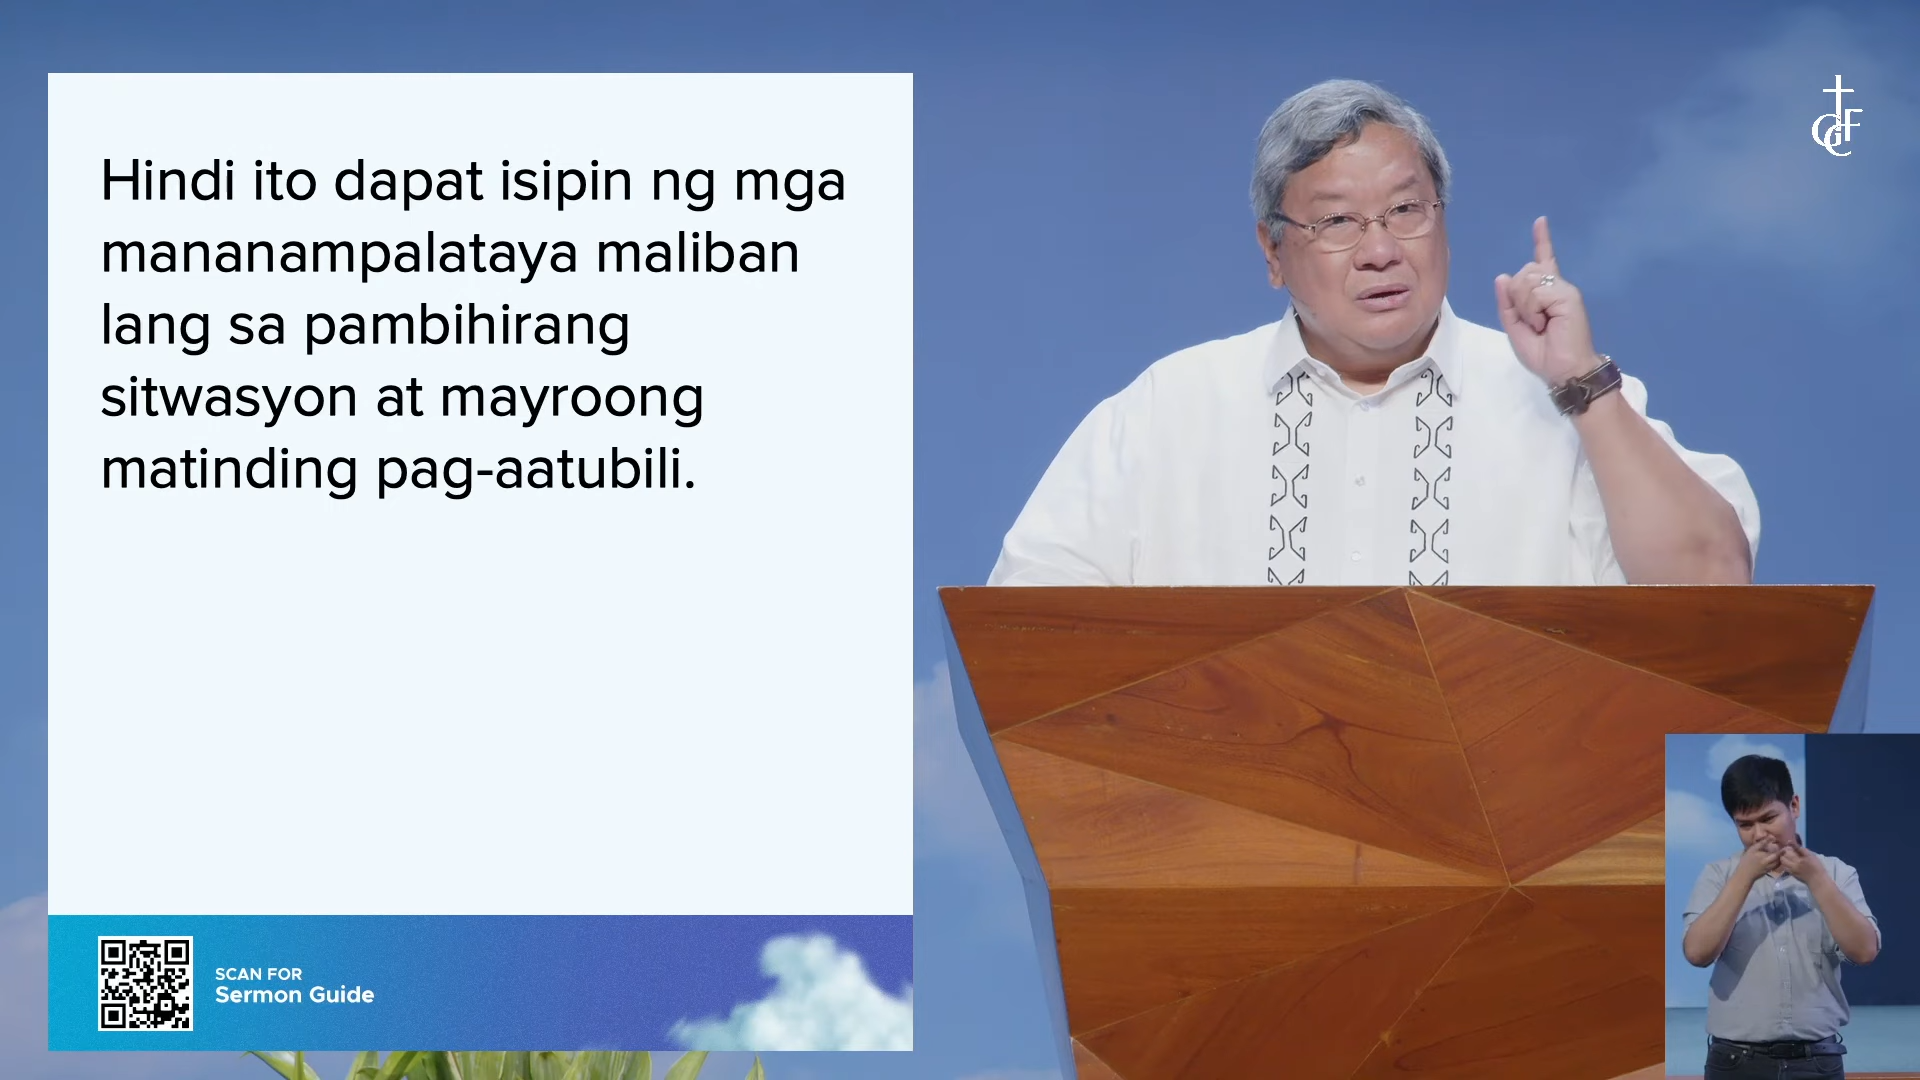 Hindi ito dapat isipin ng mga
mananampalataya maliban
lang sa pambihirang
sitwasyon at mayroong
matinding pag-aatubili.
SCAN FOR
Sermon Guide
GCF